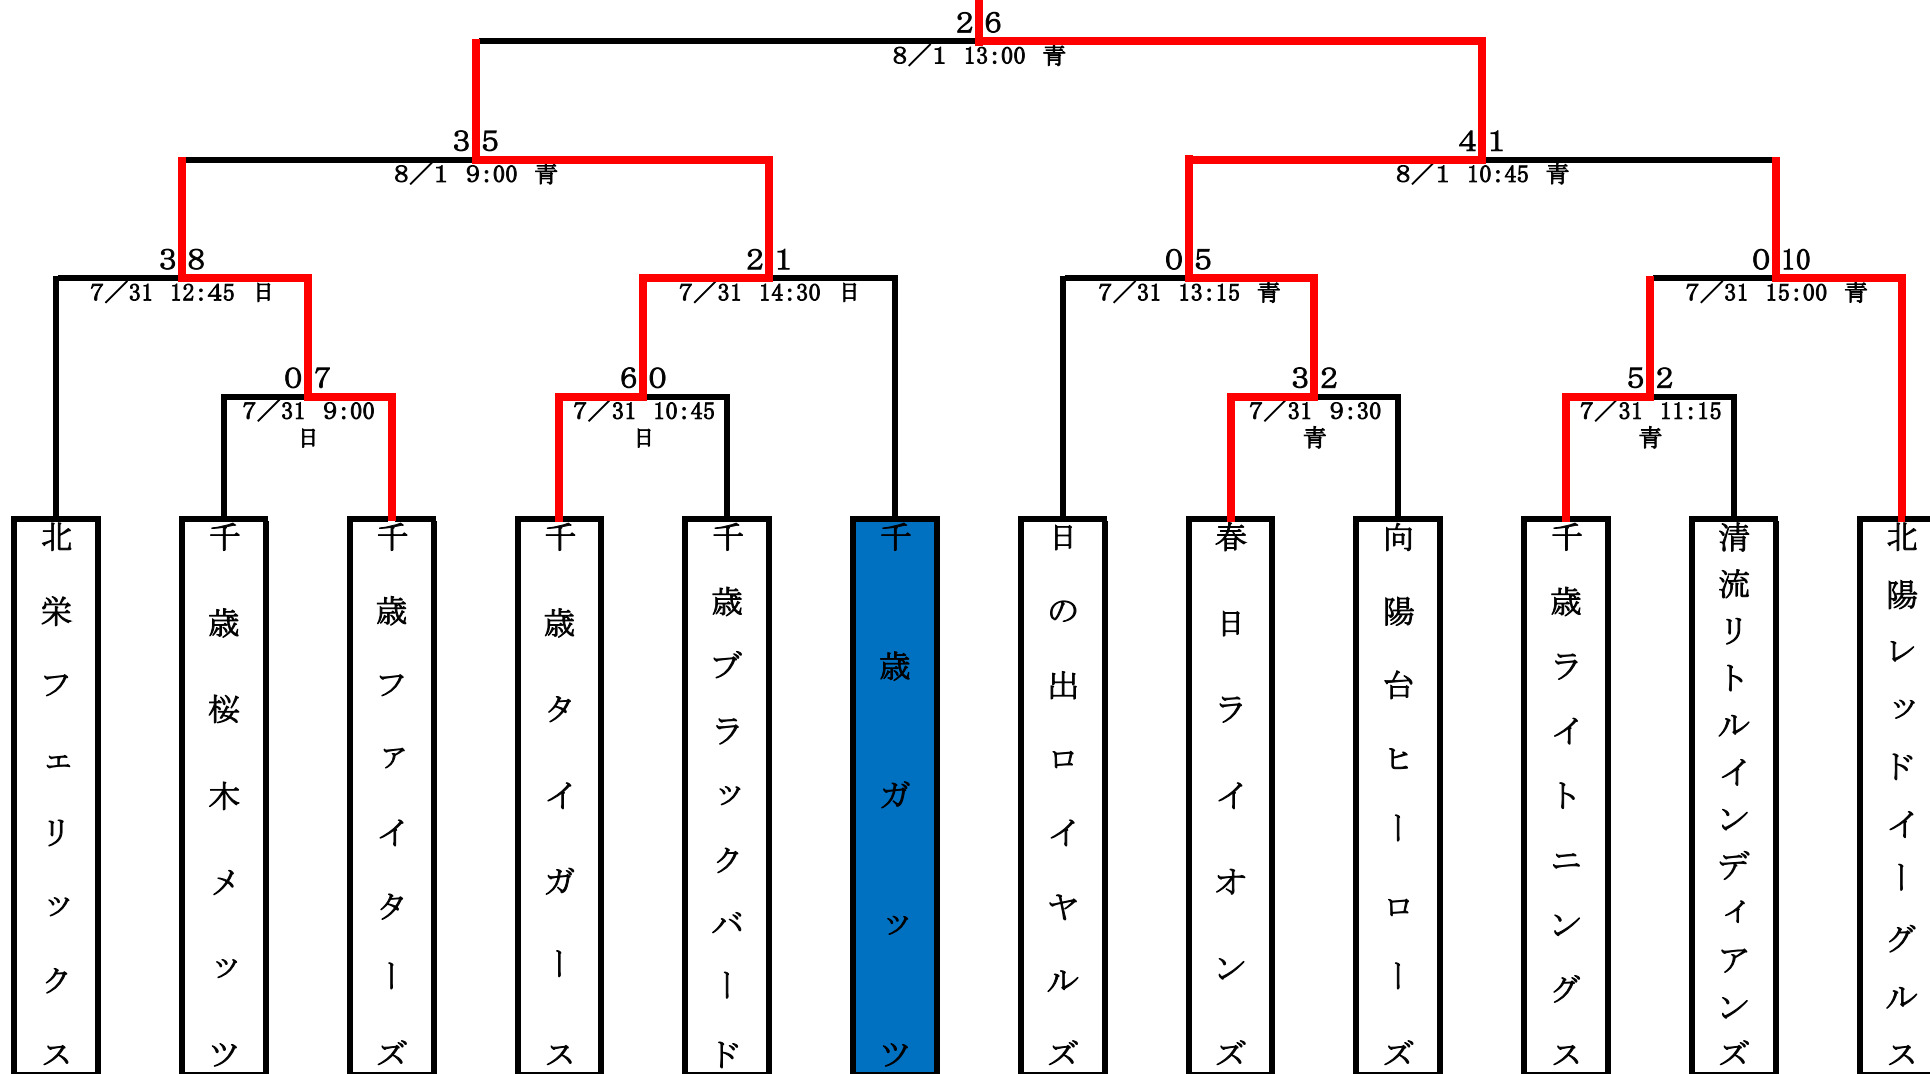 2 6
8／1 13:00 青
3 5
8／1 9:00 青
4 1
8／1 10:45 青
3 8
7／31 12:45 日
2 1
7／31 14:30 日
0 5
7／31 13:15 青
0 10
7／31 15:00 青
0 7
7／31 9:00
日
6 0
7／31 10:45
日
3 2
7／31 9:30
青
5 2
7／31 11:15
青
北栄フェリックス
千歳桜木メッツ
千歳ファイターズ
千歳タイガース
千歳ブラックバード
千歳ガッツ
日の出ロイヤルズ
春日ライオンズ
向陽台ヒーローズ
千歳ライトニングス
清流リトルインディアンズ
北陽レッドイーグルス